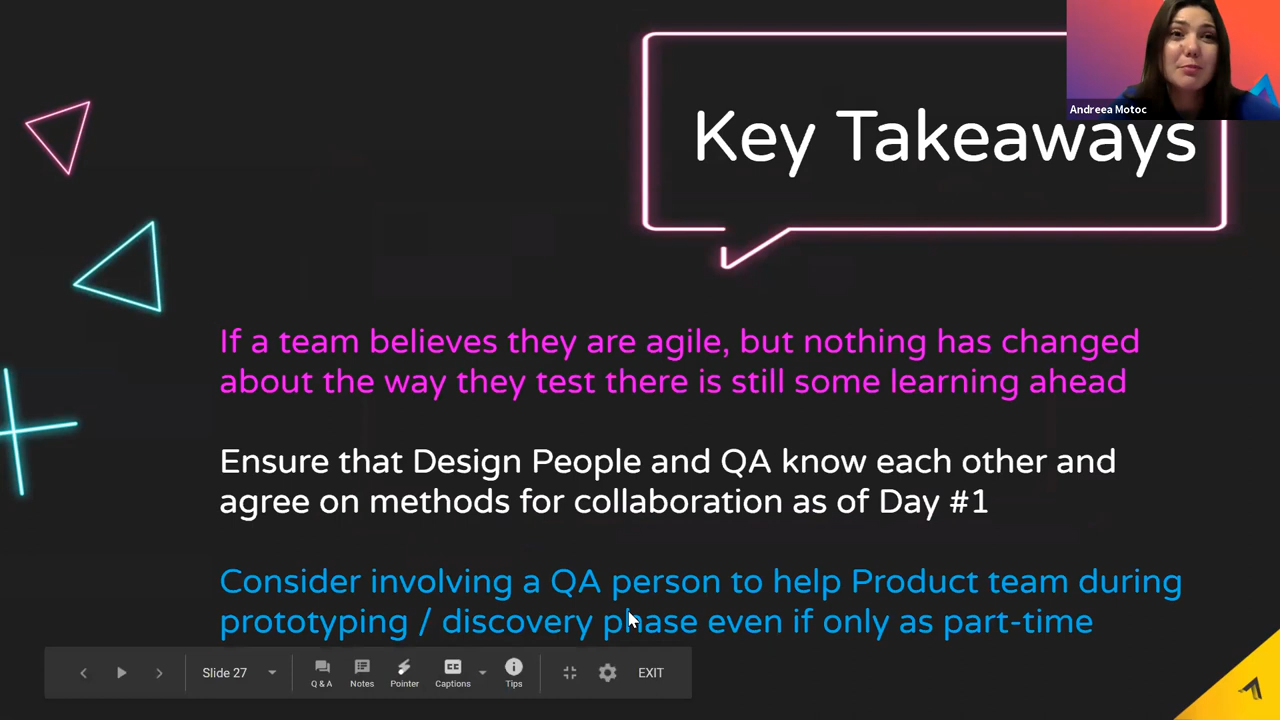 Andreea Motoc
Key Takeaways
If a team believes they are agile, but nothing has changed
about the way they test there is still some learning ahead
Ensure that Design People and QA know each other and
agree on methods for collaboration as of Day #1
Consider involving a QA person to help Product team during
prototyping / discovery phase even if only as part-time
Slide 27
Q & A
Notes
Pointer
CC
Captions
Tips
EXIT